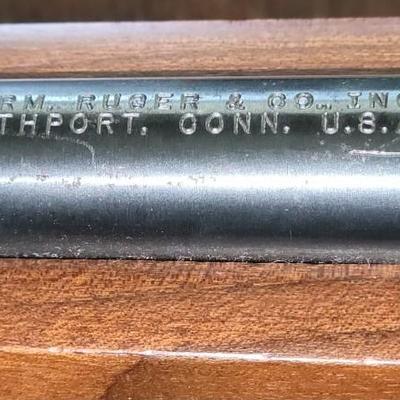 RM, RUGER & CO., INC
THPORT, CONN. U.S.A